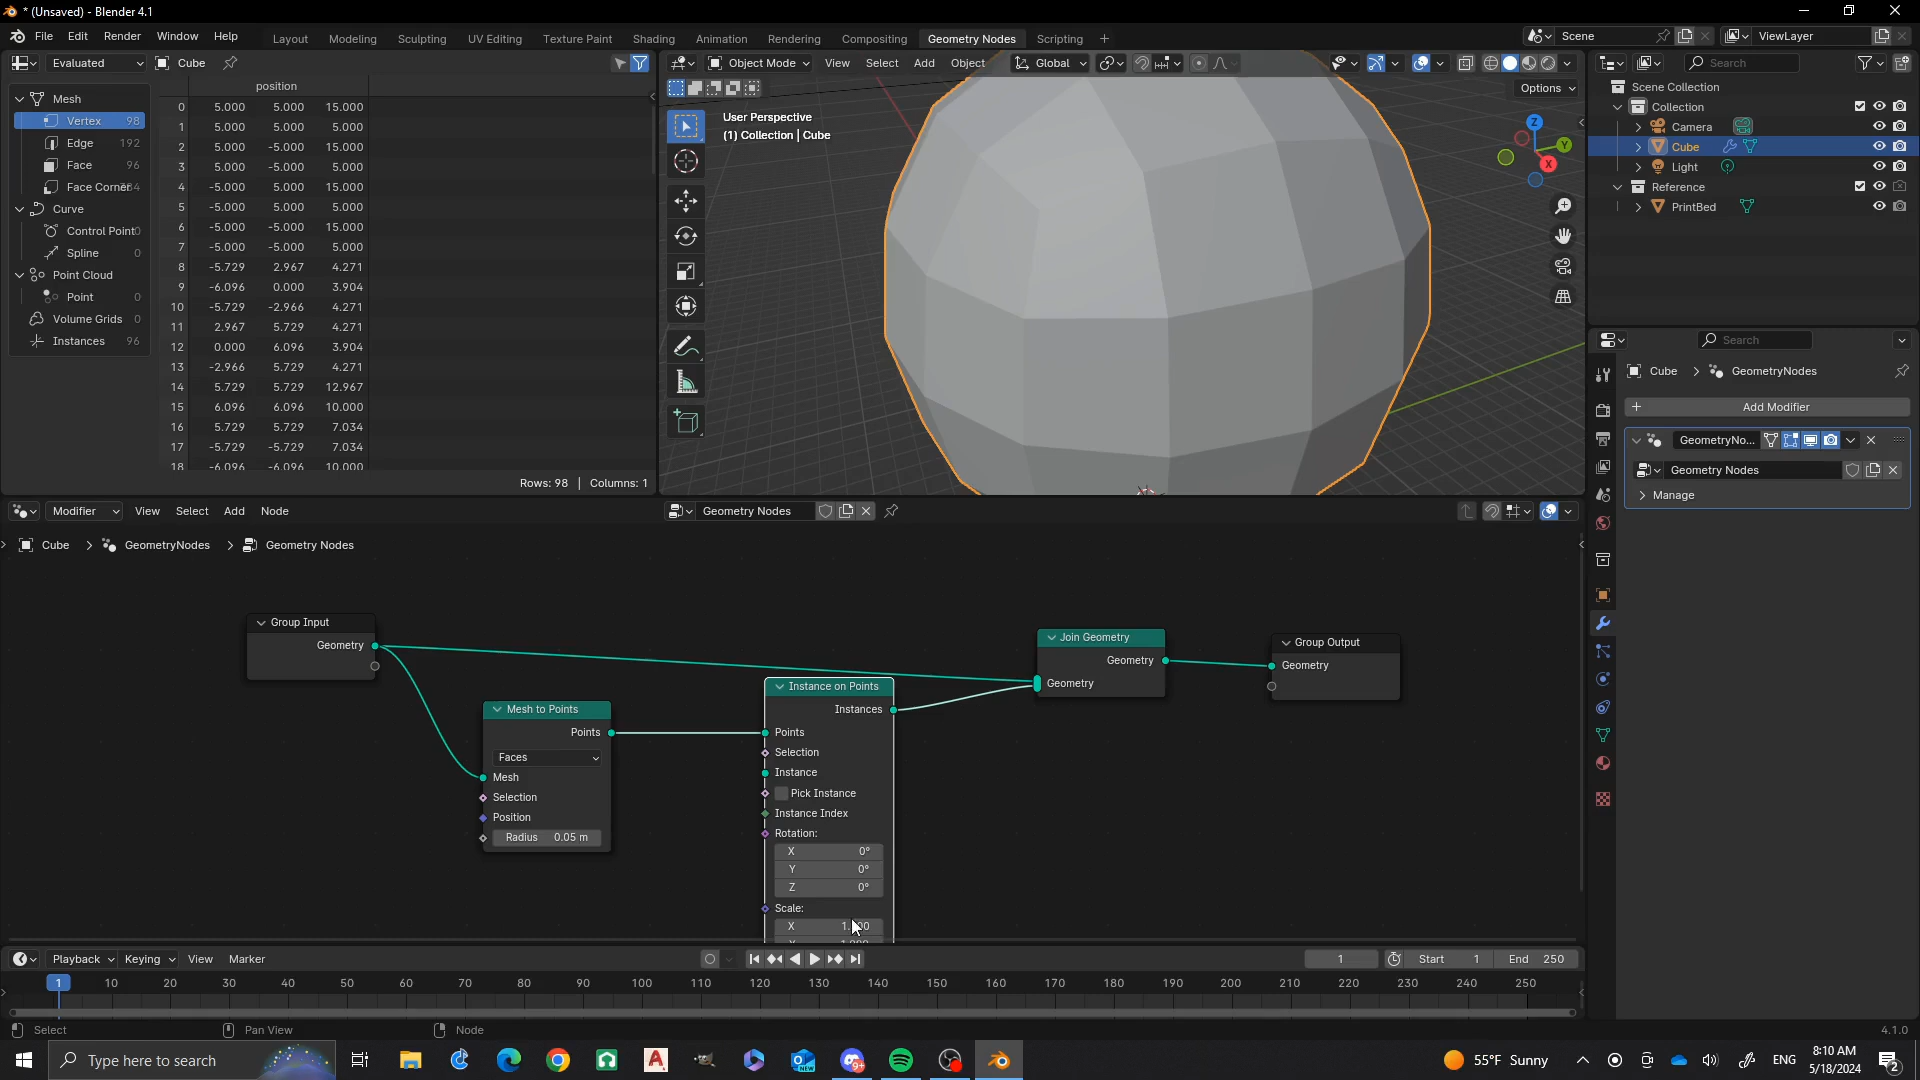 * (Unsaved) - Blender 4.1
File Edit Render Window Help
Layout Modeling Sculpting UV Editing Texture Paint Shading Animation Rendering Compositing Geometry Nodes Scripting +
Scene ViewLayer
Evaluated Cube
Object Mode View Select Add Object Global
Search
Options
User Perspective
(1) Collection | Cube
Z Y X
position
Mesh
Vertex 98
Edge 192
Face 96
Face Corner
Curve
Control Point
Spline 0
Point Cloud
Point 0
Volume Grids 0
Instances 96
0 5.000 5.000 15.000
1 5.000 5.000 5.000
2 5.000 -5.000 15.000
3 5.000 -5.000 5.000
4 -5.000 5.000 15.000
5 -5.000 5.000 5.000
6 -5.000 -5.000 15.000
7 -5.000 -5.000 5.000
8 -5.729 2.967 4.271
9 -6.096 0.000 3.904
10 -5.729 -2.966 4.271
11 2.967 5.729 4.271
12 0.000 6.096 3.904
13 -2.966 5.729 4.271
14 5.729 5.729 12.967
15 6.096 6.096 10.000
16 5.729 5.729 7.034
17 -5.729 -5.729 7.034
18 -6.096 -6.096 10.000
Rows: 98 | Columns: 1
Scene Collection
Collection
Camera
Cube
Light
Reference
PrintBed
Search
Cube > GeometryNodes
+ Add Modifier
GeometryNo...
Geometry Nodes
Manage
Modifier View Select Add Node
Geometry Nodes
Cube > GeometryNodes > Geometry Nodes
Group Input
Geometry
Mesh to Points
Points
Faces
Mesh
Selection
Position
Radius 0.05 m
Instance on Points
Instances
Points
Selection
Instance
Pick Instance
Instance Index
Rotation:
X 0°
Y 0°
Z 0°
Scale:
X
Join Geometry
Geometry
Geometry
Group Output
Geometry
Playback Keying View Marker
1 Start 1 End 250
1 10 20 30 40 50 60 70 80 90 100 110 120 130 140 150 160 170 180 190 200 210 220 230 240 250
Select Pan View Node 4.1.0
Type here to search
9+
55°F Sunny
ENG
8:10 AM
5/18/2024
2